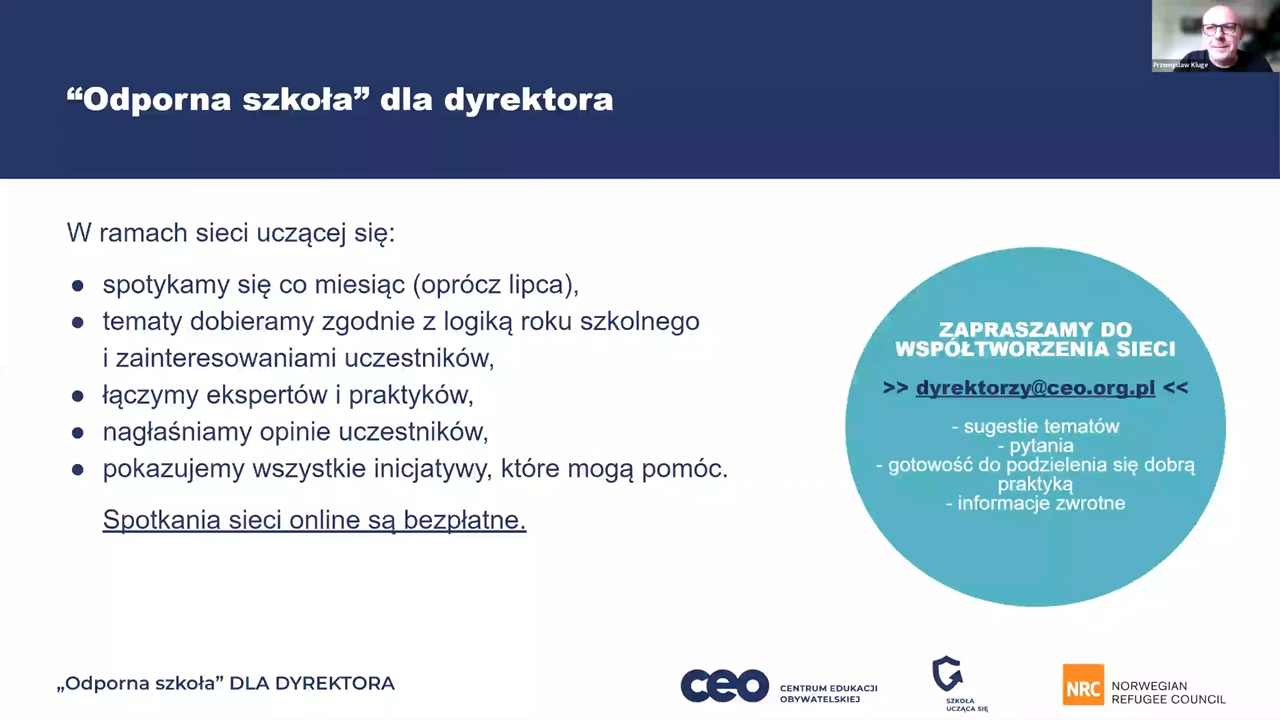 Przemysław Kluge
“Odporna szkoła” dla dyrektora
W ramach sieci uczącej się:
● spotykamy się co miesiąc (oprócz lipca),
● tematy dobieramy zgodnie z logiką roku szkolnego
i zainteresowaniami uczestników,
● łączymy ekspertów i praktyków,
● nagłaśniamy opinie uczestników,
● pokazujemy wszystkie inicjatywy, które mogą pomóc.
Spotkania sieci online są bezpłatne.
ZAPRASZAMY DO
WSPÓŁTWORZENIA SIECI
>> dyrektorzy@ceo.org.pl <<
- sugestie tematów
- pytania
- gotowość do podzielenia się dobrą
praktyką
- informacje zwrotne
„Odporna szkoła” DLA DYREKTORA
ceo
CENTRUM EDUKACJI
OBYWATELSKIEJ
SZKOŁA
UCZĄCA SIĘ
NRC
NORWEGIAN
REFUGEE COUNCIL